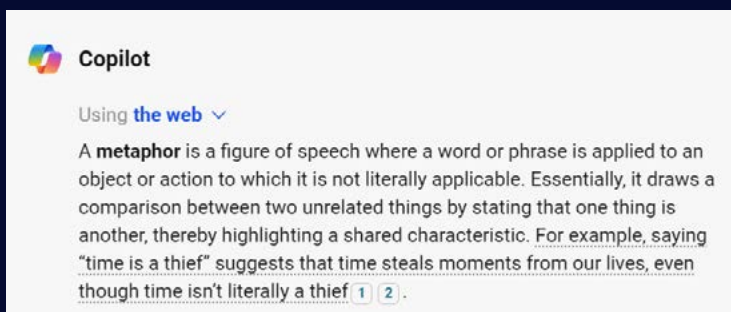 Copilot
Using the web
A metaphor is a figure of speech where a word or phrase is applied to an
object or action to which it is not literally applicable. Essentially, it draws a
comparison between two unrelated things by stating that one thing is
another, thereby highlighting a shared characteristic. For example, saying
“time is a thief” suggests that time steals moments from our lives, even
though time isn’t literally a thief 1 2 .